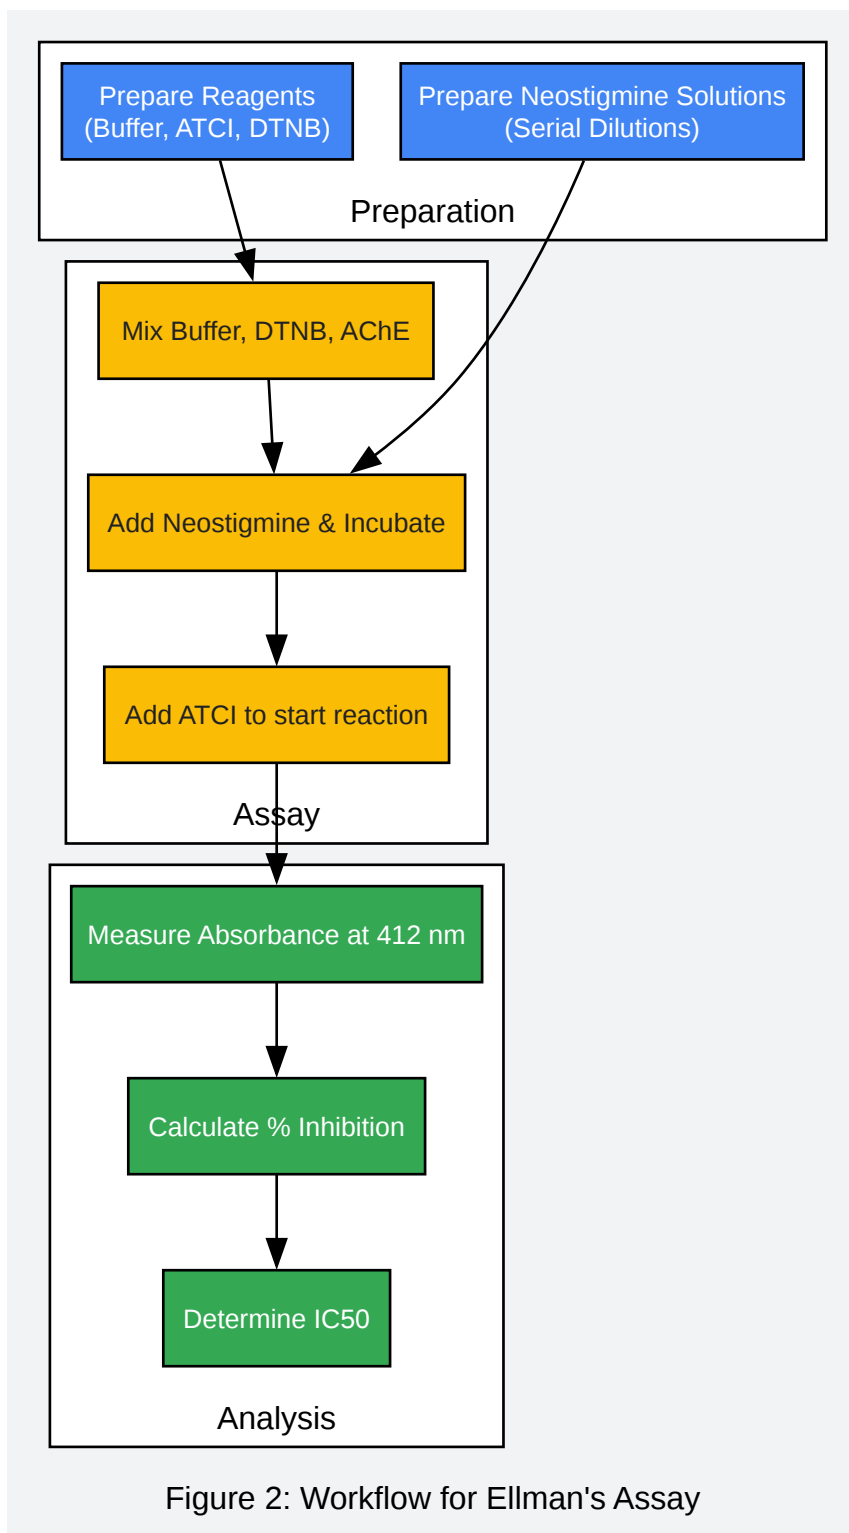 Prepare Reagents
(Buffer, ATCI, DTNB)
Prepare Neostigmine Solutions
(Serial Dilutions)
Preparation
Mix Buffer, DTNB, AChE
Add Neostigmine & Incubate
Add ATCI to start reaction
Assay
Measure Absorbance at 412 nm
Calculate % Inhibition
Determine IC50
Analysis
Figure 2: Workflow for Ellman's Assay